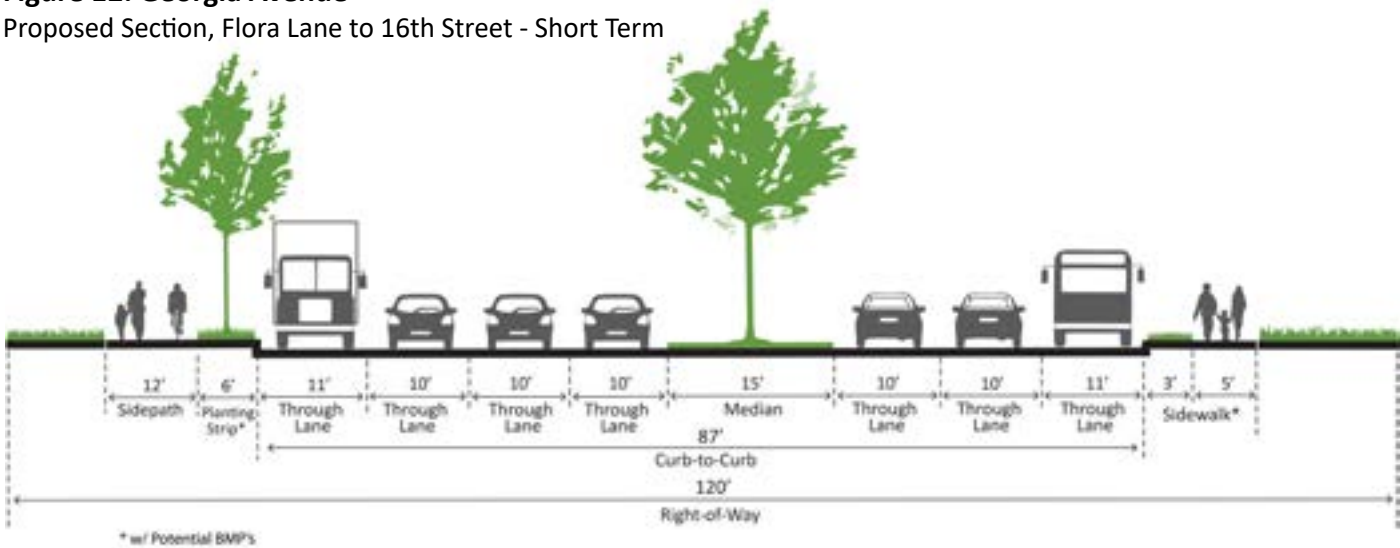 Proposed Section, Flora Lane to 16th Street - Short Term
12' 6' 11' 10' 10' 10' 15' 10' 10' 11' 3' 5'
Sidepath Planting Strip* Through Lane Through Lane Through Lane Through Lane Median Through Lane Through Lane Through Lane Sidewalk*
87'
Curb-to-Curb
120'
Right-of-Way
* w/ Potential BMP's